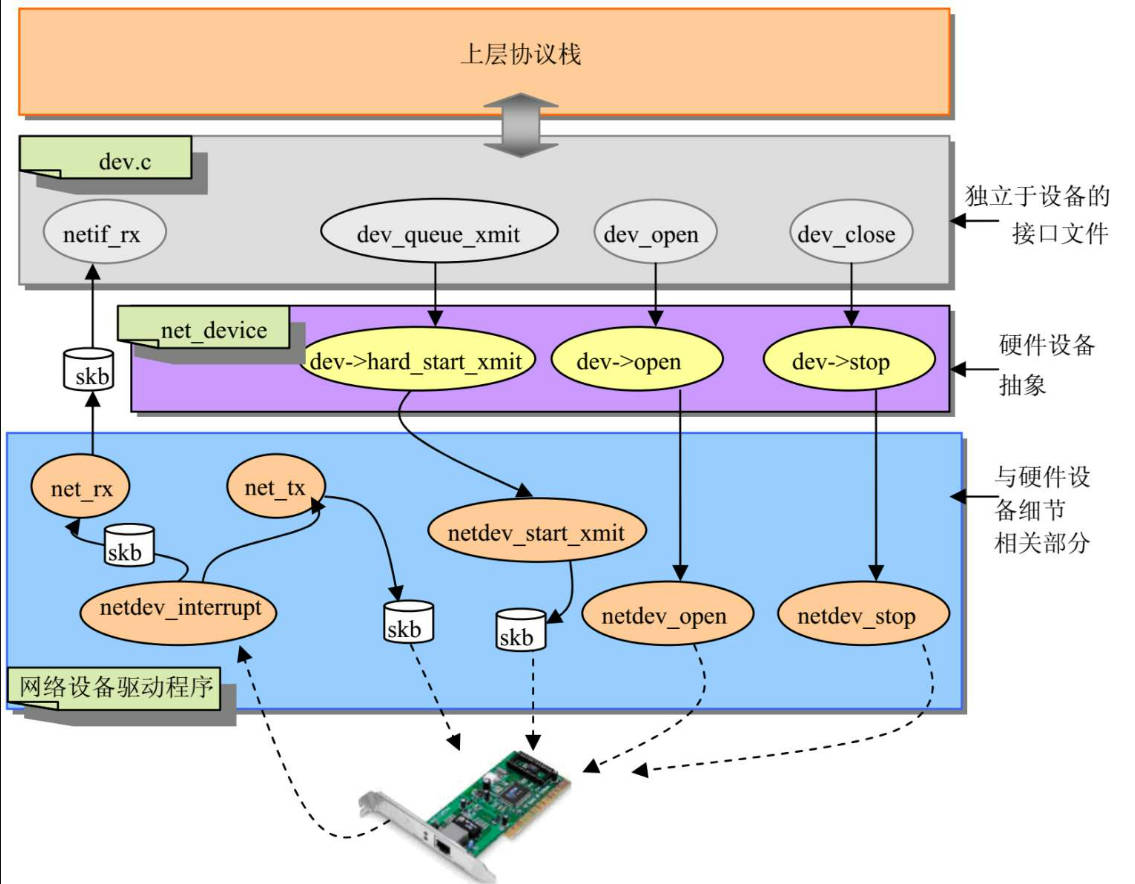 上层协议栈
dev.c
netif_rx
dev_queue_xmit
dev_open
dev_close
独立于设备的
接口文件
net_device
dev->hard_start_xmit
dev->open
dev->stop
硬件设备
抽象
skb
net_rx
net_tx
netdev_start_xmit
与硬件设
备细节
相关部分
skb
netdev_interrupt
skb
skb
netdev_open
netdev_stop
网络设备驱动程序